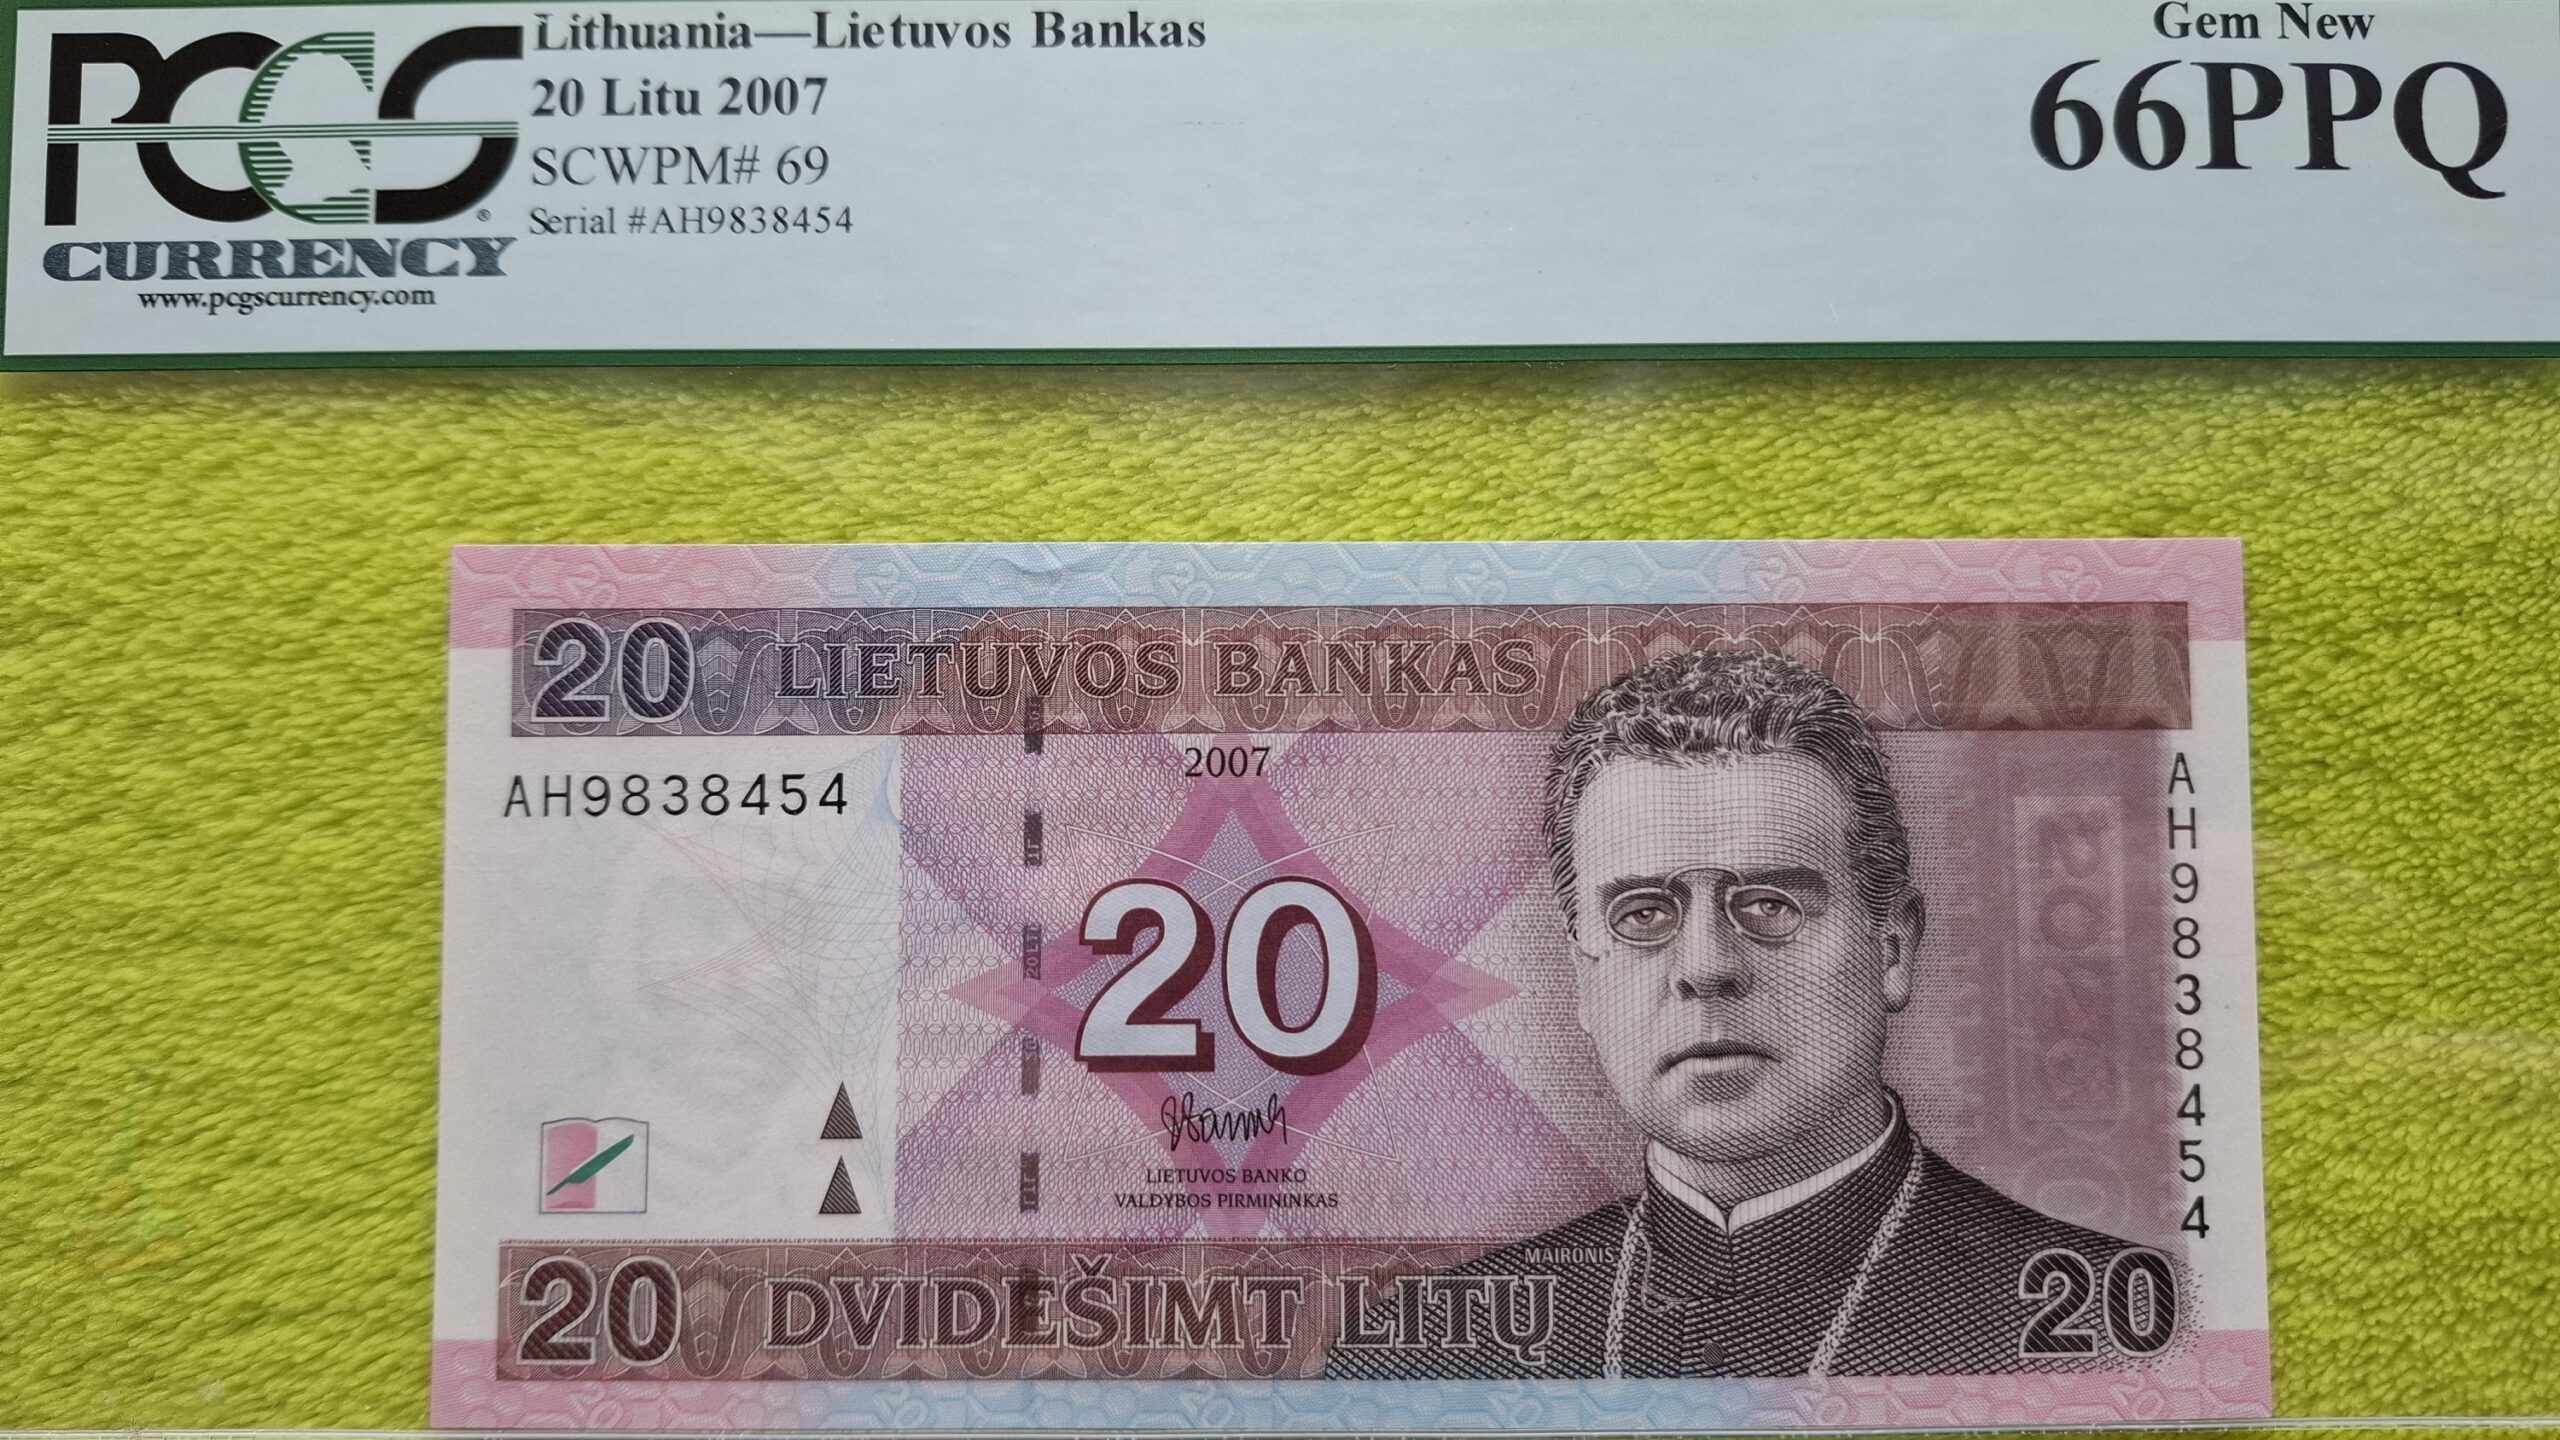 PCGS
CURRENCY
www.pcgscurrency.com
Lithuania—Lietuvos Bankas
20 Litu 2007
SCWPM# 69
Serial #AH9838454
Gem New
66PPQ
20 LIETUVOS BANKAS
2007
AH9838454
AH9838454
20
LIETUVOS BANKO
VALDYBOS PIRMININKAS
MAIRONIS
20 DVIDEŠIMT LITŲ 20